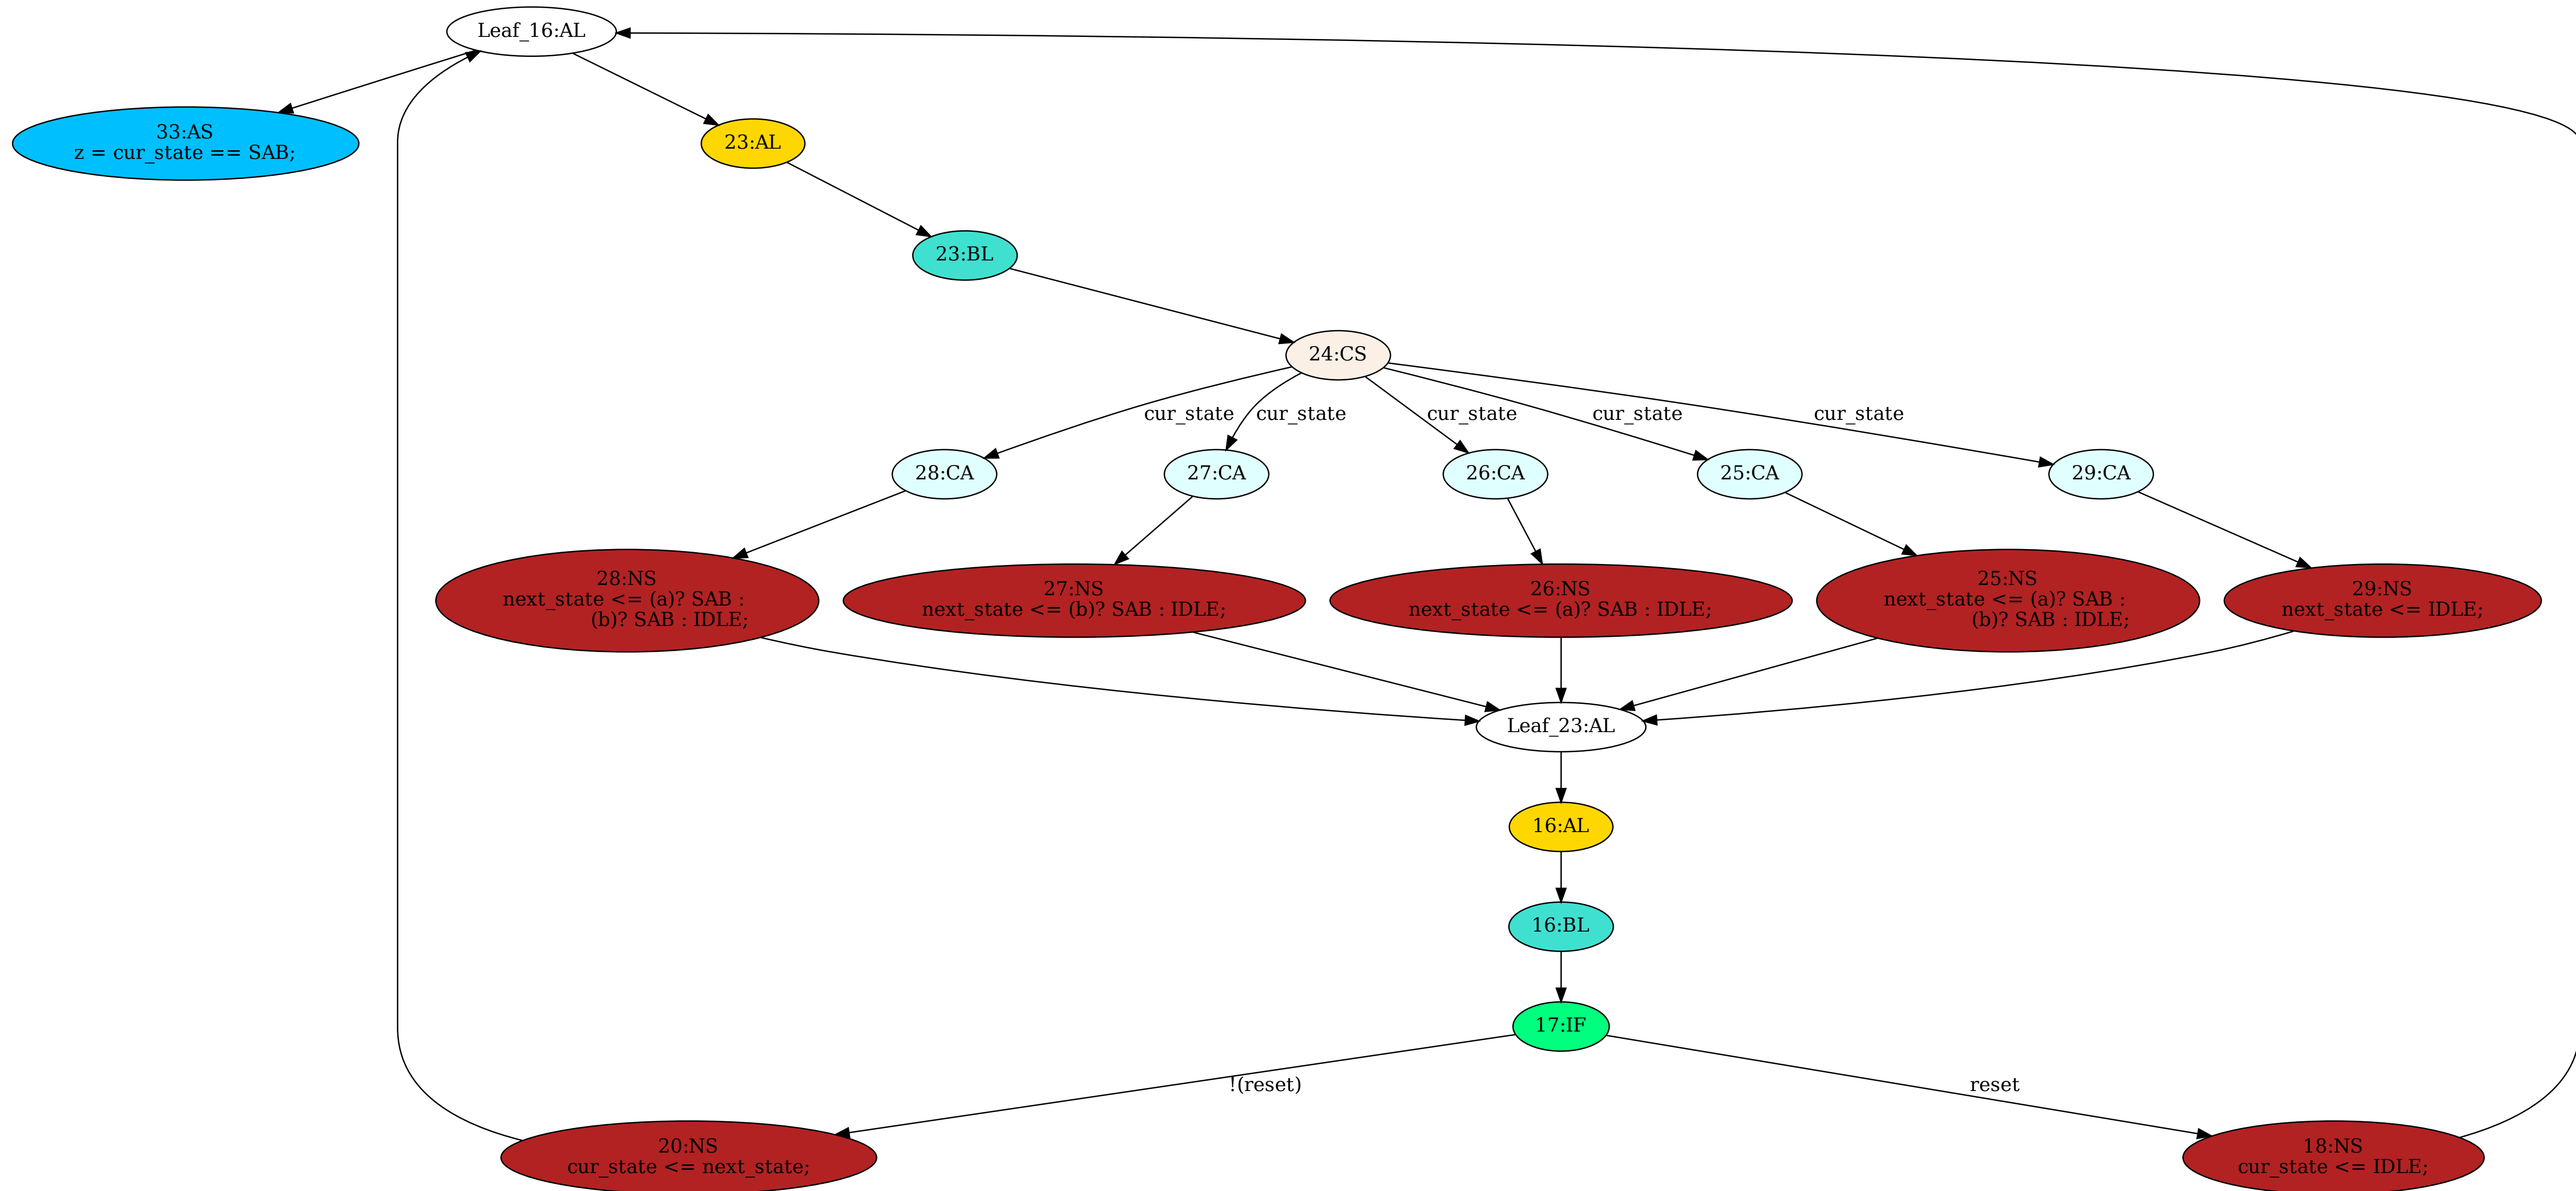 Leaf_16:AL
33:AS
z = cur_state == SAB;
23:AL
23:BL
24:CS
cur_state
cur_state
cur_state
cur_state
cur_state
28:CA
27:CA
26:CA
25:CA
29:CA
28:NS
next_state <= (a)? SAB :
(b)? SAB : IDLE;
27:NS
next_state <= (b)? SAB : IDLE;
26:NS
next_state <= (a)? SAB : IDLE;
25:NS
next_state <= (a)? SAB :
(b)? SAB : IDLE;
29:NS
next_state <= IDLE;
Leaf_23:AL
16:AL
16:BL
17:IF
!(reset)
reset
20:NS
cur_state <= next_state;
18:NS
cur_state <= IDLE;